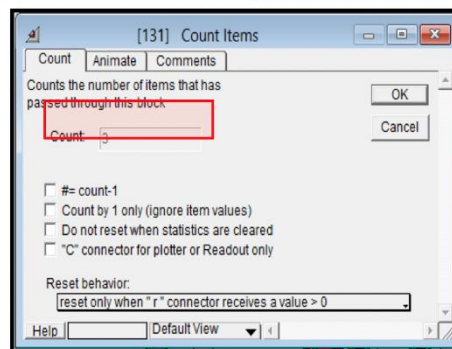 [131] Count Items
Count Animate Comments
Counts the number of items that has
passed through this block
OK
Count: 3
Cancel
#= count-1
Count by 1 only (ignore item values)
Do not reset when statistics are cleared
"C" connector for plotter or Readout only
Reset behavior:
reset only when " r " connector receives a value > 0
Help Default View